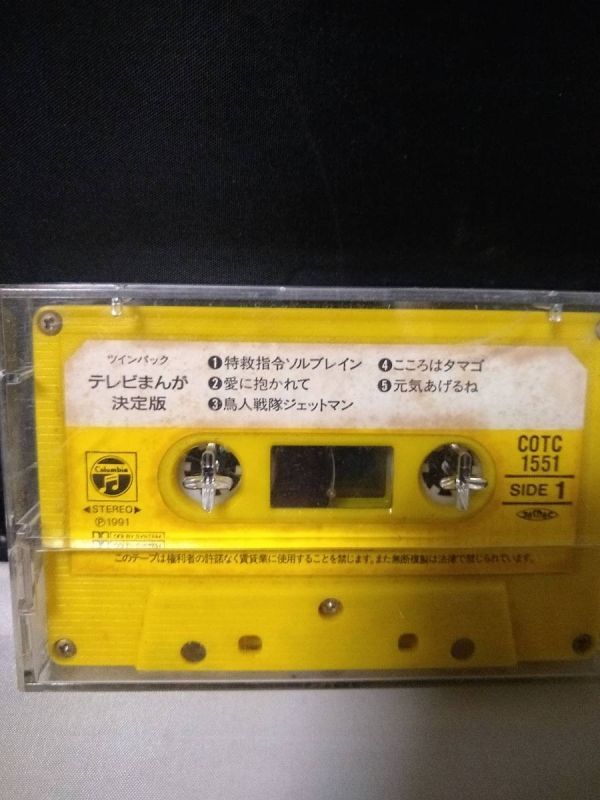 ツインパック
テレビまんが
決定版
❶特救指令ソルブレイン
❷愛に抱かれて
❸鳥人戦隊ジェットマン
❹こころはタマゴ
❺元気あげるね
Columbia
◀STEREO▶
Ⓟ1991
DOLBY SYSTEM
COTC
1551
SIDE 1
このテープは権利者の許諾なく賃貸業に使用することを禁じます。また無断複製は法律で禁じられています。